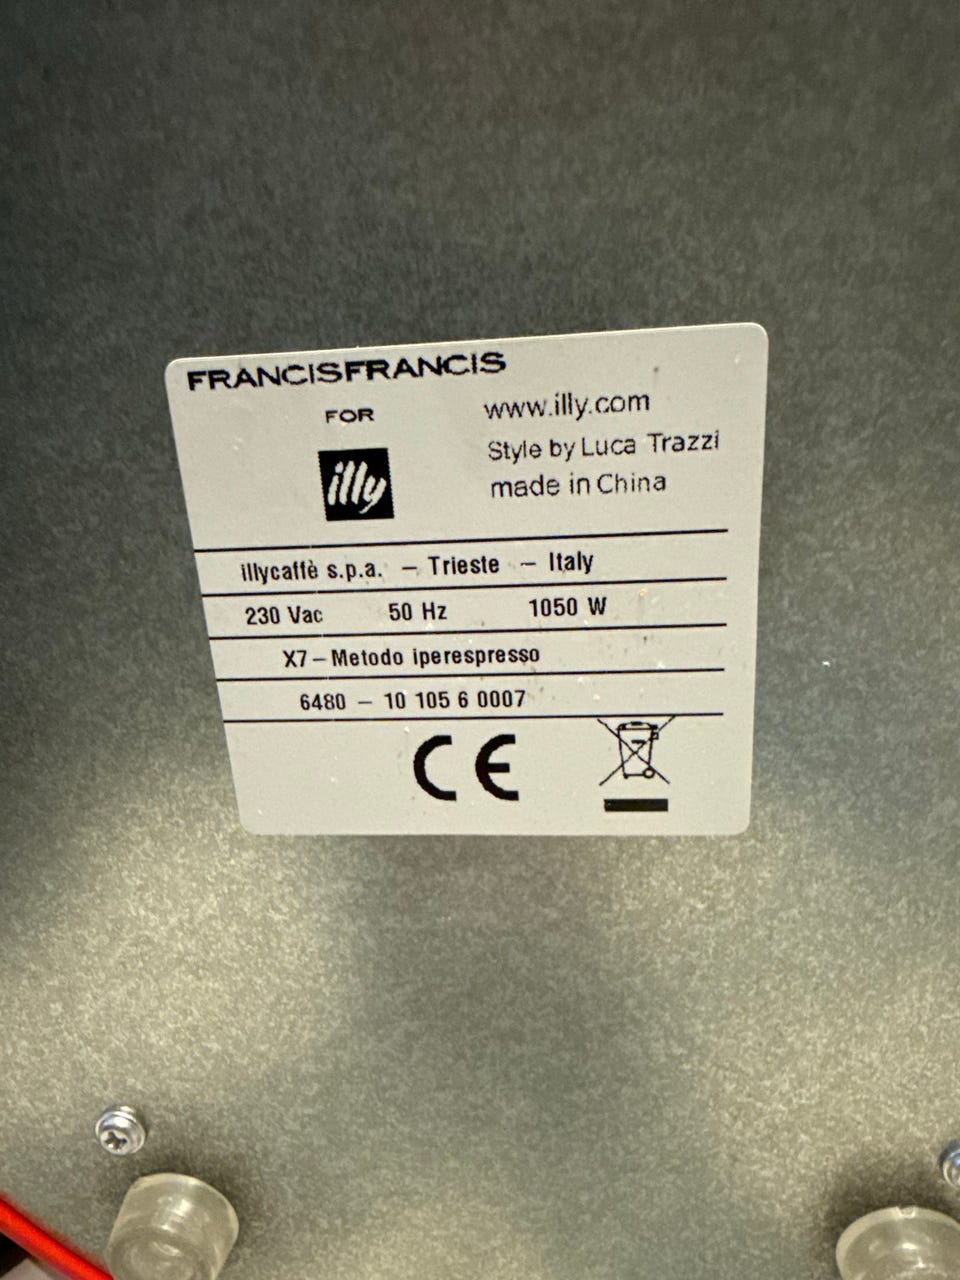 FRANCISFRANCIS
FOR
illy
www.illy.com
Style by Luca Trazzi
made in China
illycaffè s.p.a. – Trieste – Italy
230 Vac 50 Hz 1050 W
X7 – Metodo iperespresso
6480 – 10 105 6 0007
CE